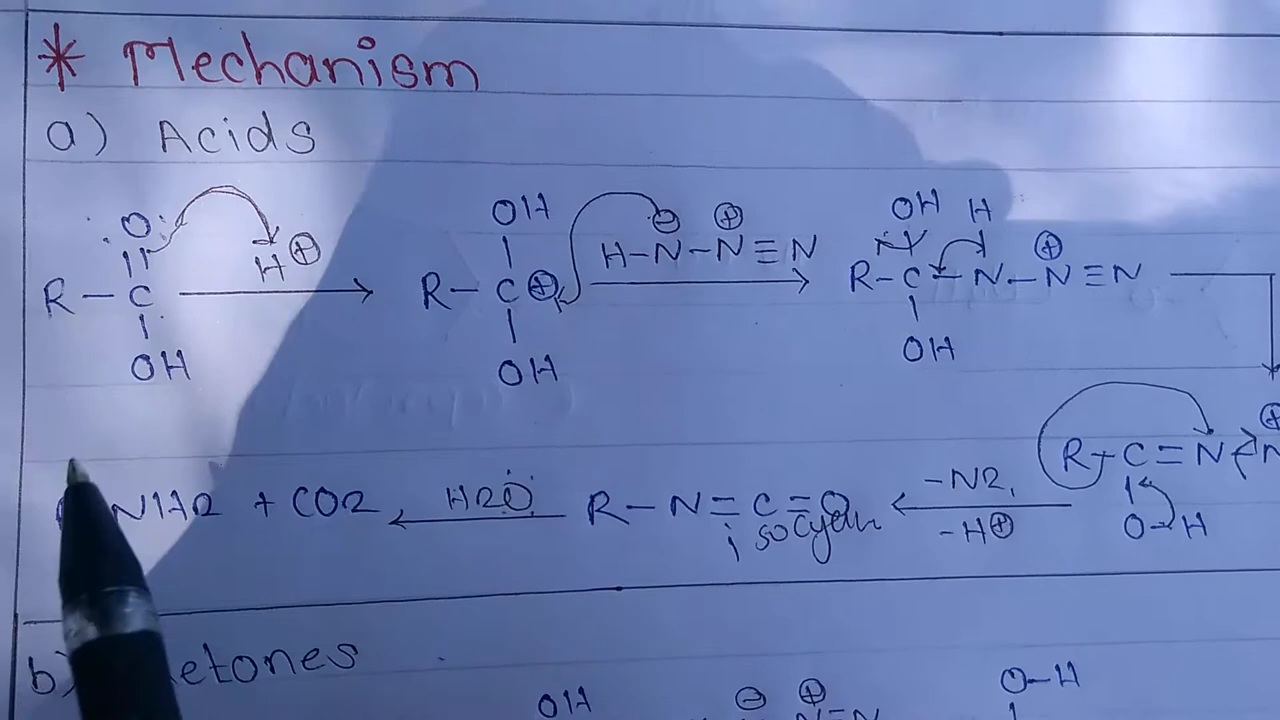 * Mechanism
a) Acids
:O: H⊕ OH ⊖ ⊕ OH H ⊕
R–C → R–C⊕ H–N–N≡N → R–C–N–N≡N
OH OH OH
⊕
R–C=N–N
NH2 + CO2 ← H2O R–N=C=O ← –N2, –H⊕ O–H
isocyan
b) etones
OH ⊖ ⊕ O–H
N≡N